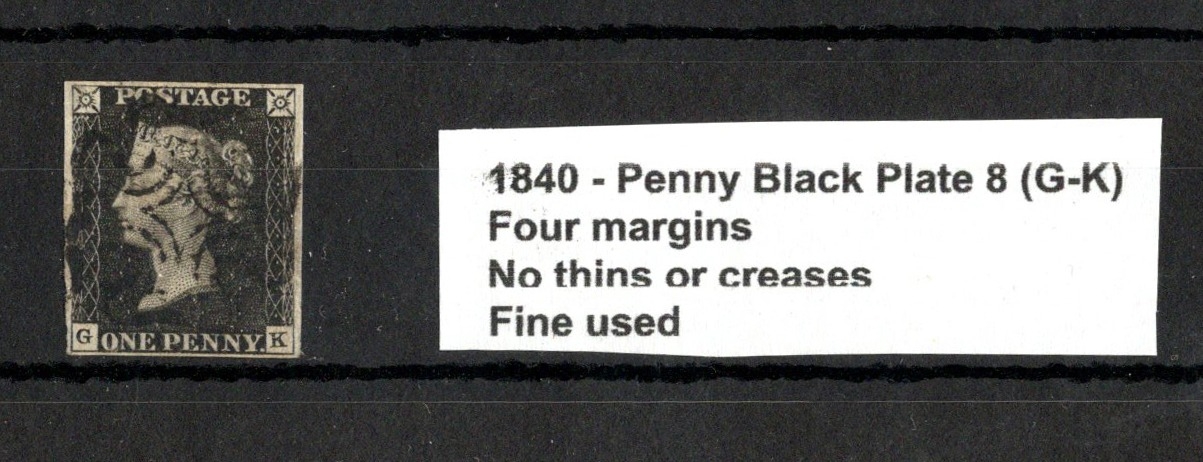 POSTAGE
G ONE PENNY. K
1840 - Penny Black Plate 8 (G-K)
Four margins
No thins or creases
Fine used